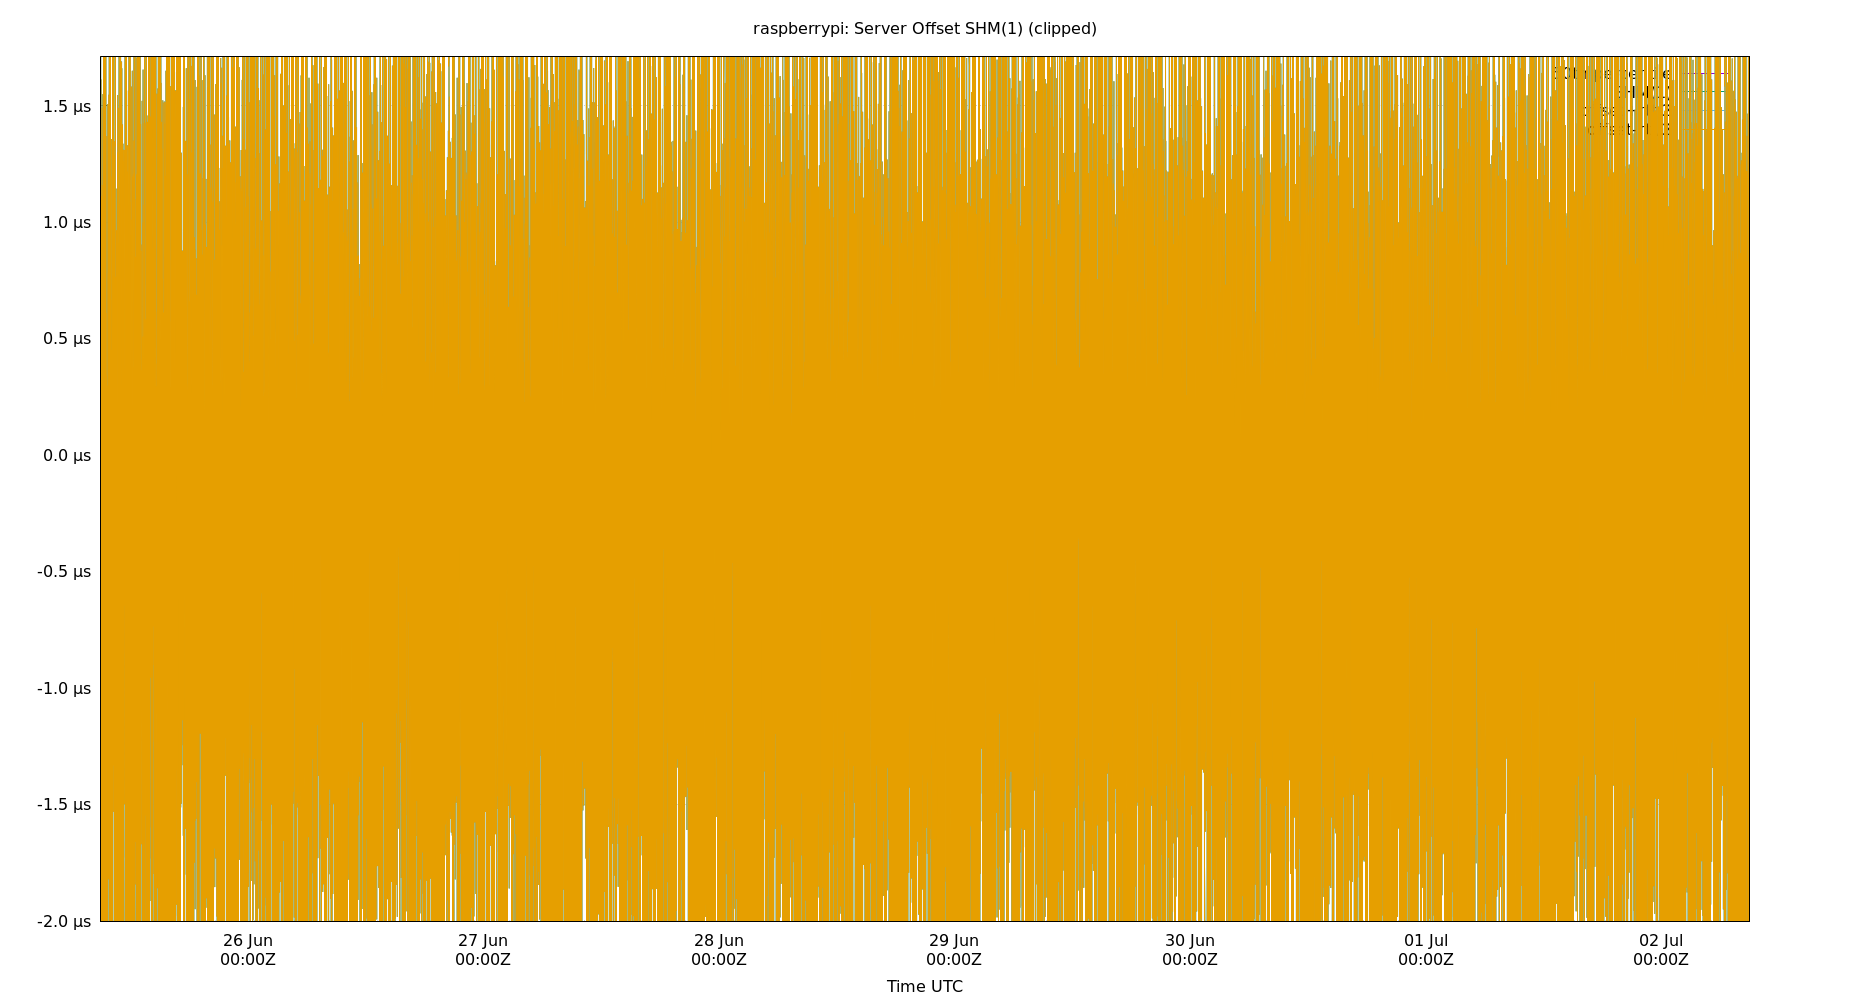 raspberrypi: Server Offset SHM(1) (clipped)
1.5 µs
1.0 µs
0.5 µs
0.0 µs
-0.5 µs
-1.0 µs
-1.5 µs
-2.0 µs
26 Jun 27 Jun 28 Jun 29 Jun 30 Jun 01 Jul 02 Jul
00:00Z 00:00Z 00:00Z 00:00Z 00:00Z 00:00Z 00:00Z
Time UTC